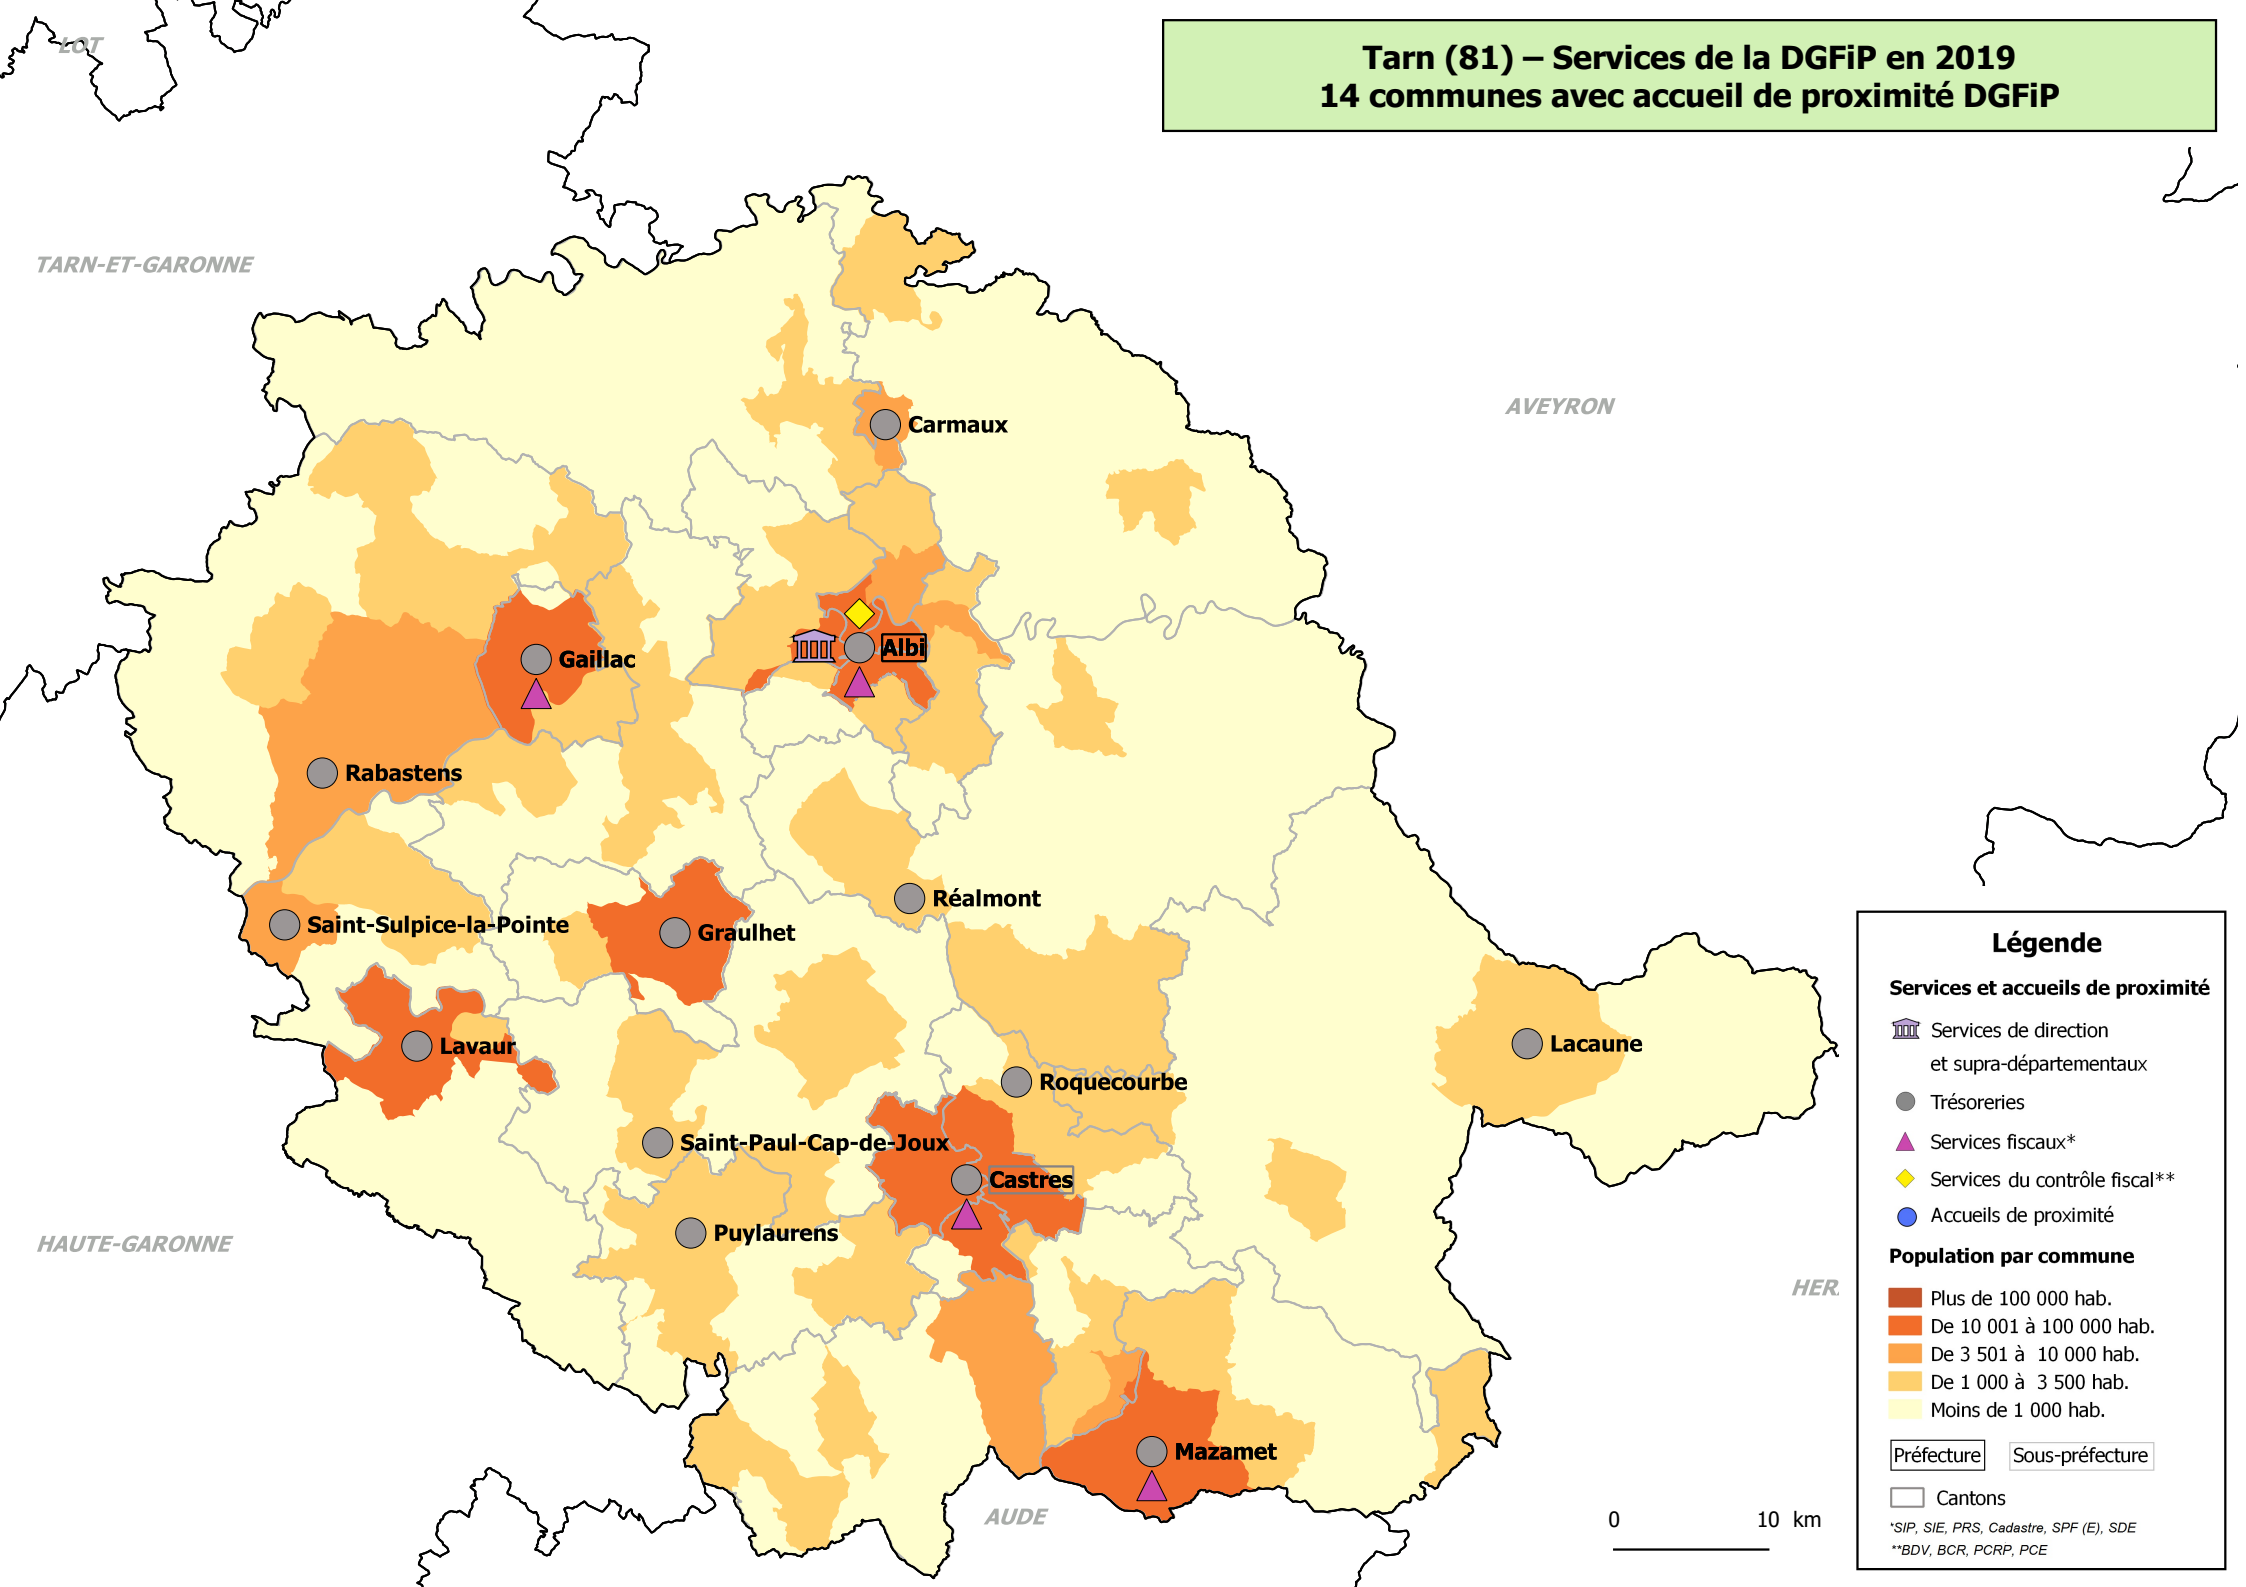 LOT
Tarn (81) – Services de la DGFiP en 2019
14 communes avec accueil de proximité DGFiP
TARN-ET-GARONNE
AVEYRON
Carmaux
Albi
Gaillac
Rabastens
Réalmont
Saint-Sulpice-la-Pointe
Graulhet
Lavaur
Lacaune
Roquecourbe
Saint-Paul-Cap-de-Joux
Castres
Puylaurens
HAUTE-GARONNE
HER
Mazamet
AUDE
0 10 km
Légende
Services et accueils de proximité
Services de direction
et supra-départementaux
Trésoreries
Services fiscaux*
Services du contrôle fiscal**
Accueils de proximité
Population par commune
Plus de 100 000 hab.
De 10 001 à 100 000 hab.
De 3 501 à 10 000 hab.
De 1 000 à 3 500 hab.
Moins de 1 000 hab.
Préfecture Sous-préfecture
Cantons
*SIP, SIE, PRS, Cadastre, SPF (E), SDE
**BDV, BCR, PCRP, PCE